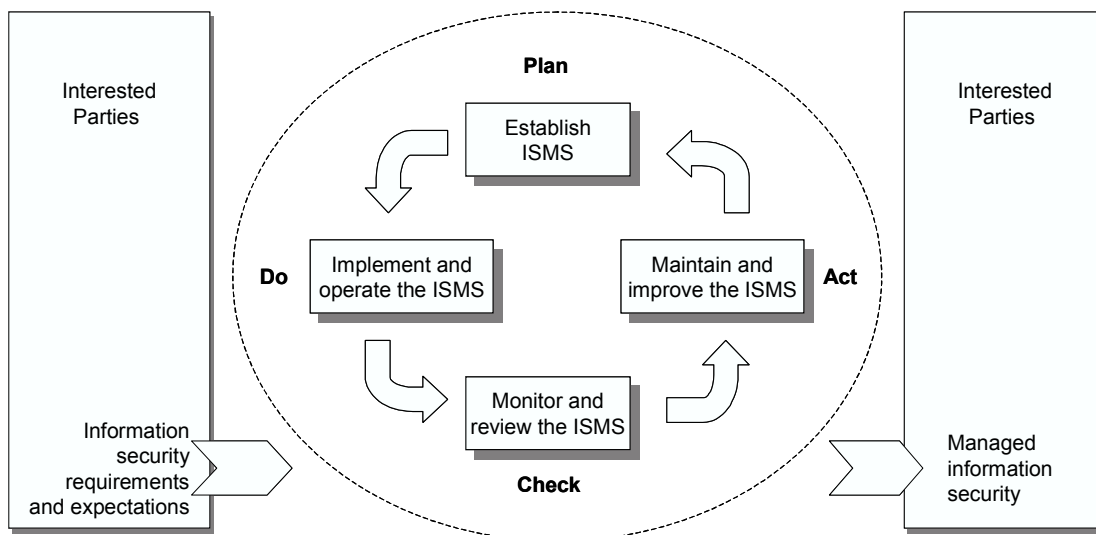 Interested
Parties
Information
security
requirements
and expectations
Plan
Establish
ISMS
Do
Implement and
operate the ISMS
Maintain and
improve the ISMS
Act
Monitor and
review the ISMS
Check
Interested
Parties
Managed
information
security